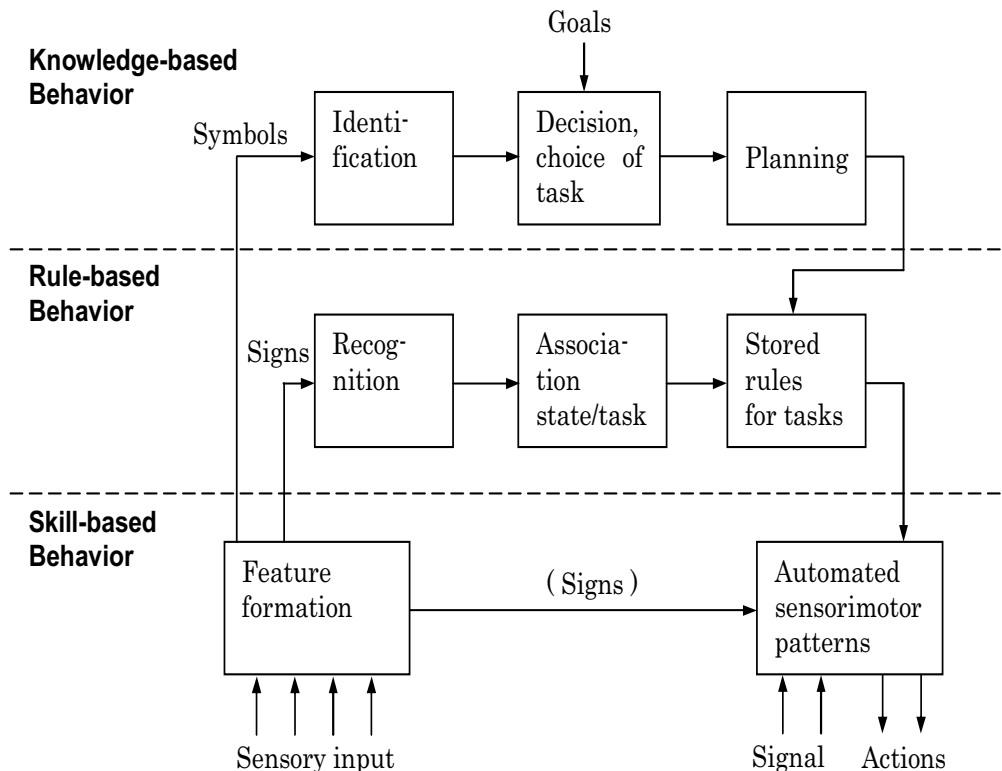 Goals
Knowledge-based
Behavior
Symbols
Identi-
fication
Decision,
choice of
task
Planning
Rule-based
Behavior
Signs
Recog-
nition
Associa-
tion
state/task
Stored
rules
for tasks
Skill-based
Behavior
Feature
formation
( Signs )
Automated
sensorimotor
patterns
Sensory input
Signal
Actions